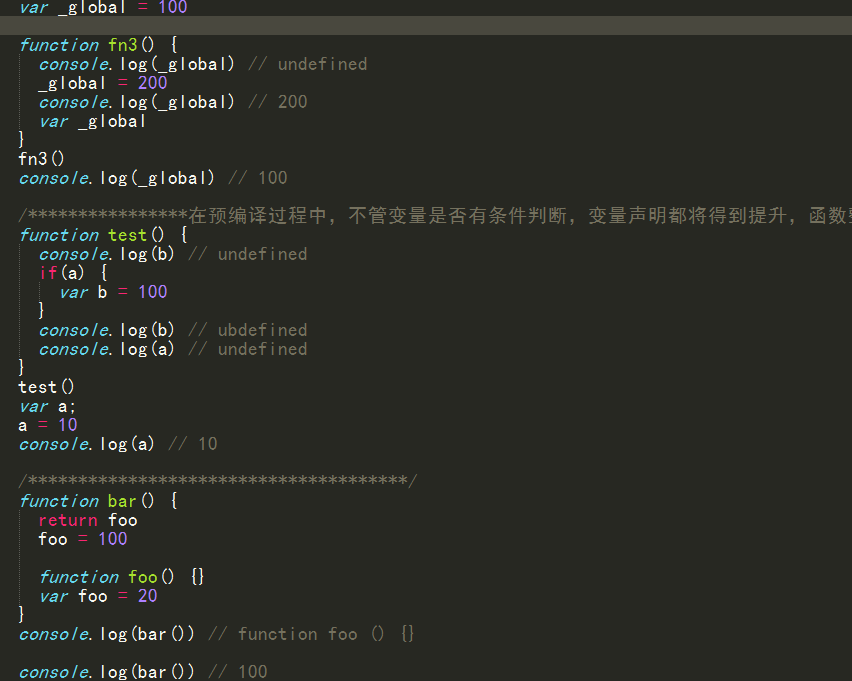 var _global = 100
function fn3() {
console.log(_global) // undefined
_global = 200
console.log(_global) // 200
var _global
}
fn3()
console.log(_global) // 100
/****************在预编译过程中，不管变量是否有条件判断，变量声明都将得到提升，函数
function test() {
console.log(b) // undefined
if(a) {
var b = 100
}
console.log(b) // ubdefined
console.log(a) // undefined
}
test()
var a;
a = 10
console.log(a) // 10
/**************************************/
function bar() {
return foo
foo = 100
function foo() {}
var foo = 20
}
console.log(bar()) // function foo () {}
console.log(bar()) // 100